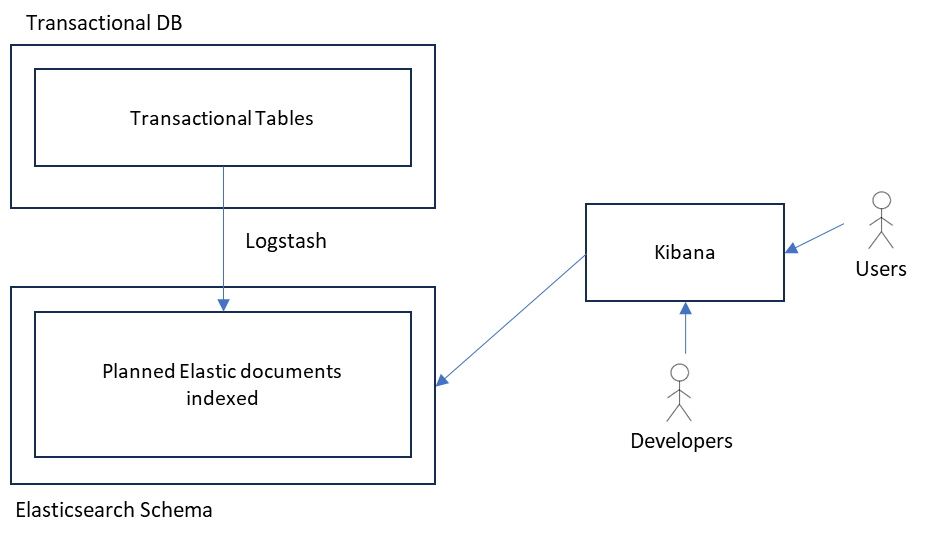 Transactional DB
Transactional Tables
Logstash
Kibana
Users
Planned Elastic documents
indexed
Developers
Elasticsearch Schema